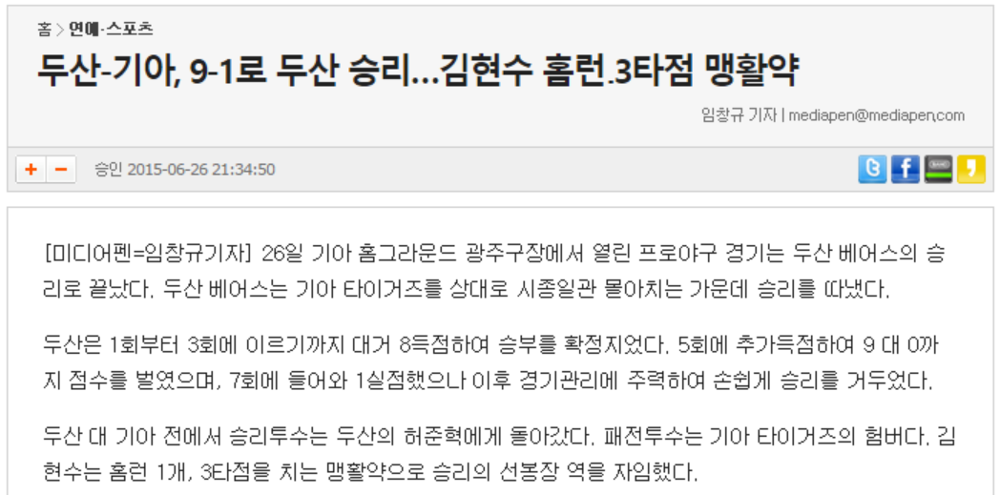 홈 > 연예·스포츠
두산-기아, 9-1로 두산 승리...김현수 홈런.3타점 맹활약
임창규 기자 | mediapen@mediapen.com
+ - 승인 2015-06-26 21:34:50
[미디어펜=임창규기자] 26일 기아 홈그라운드 광주구장에서 열린 프로야구 경기는 두산 베어스의 승
리로 끝났다. 두산 베어스는 기아 타이거즈를 상대로 시종일관 몰아치는 가운데 승리를 따냈다.
두산은 1회부터 3회에 이르기까지 대거 8득점하여 승부를 확정지었다. 5회에 추가득점하여 9 대 0까
지 점수를 벌였으며, 7회에 들어와 1실점했으나 이후 경기관리에 주력하여 손쉽게 승리를 거두었다.
두산 대 기아 전에서 승리투수는 두산의 허준혁에게 돌아갔다. 패전투수는 기아 타이거즈의 험버다. 김
현수는 홈런 1개, 3타점을 치는 맹활약으로 승리의 선봉장 역을 자임했다.